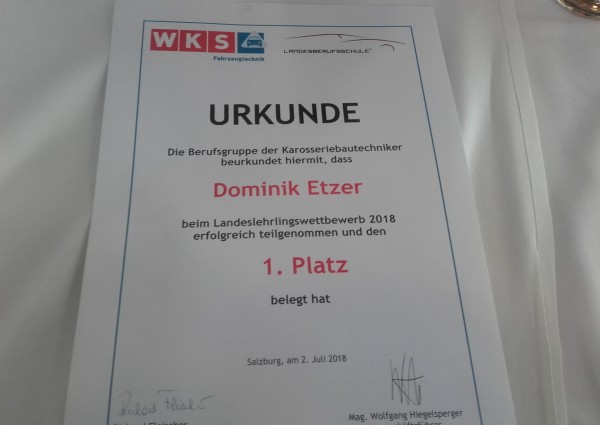 WKS
Fahrzeugtechnik
LANDESBERUFSSCHULE
URKUNDE
Die Berufsgruppe der Karosseriebautechniker
beurkundet hiermit, dass
Dominik Etzer
beim Landeslehrlingswettbewerb 2018
erfolgreich teilgenommen und den
1. Platz
belegt hat
Salzburg, am 2. Juli 2018
Mag. Wolfgang Hiegelsperger